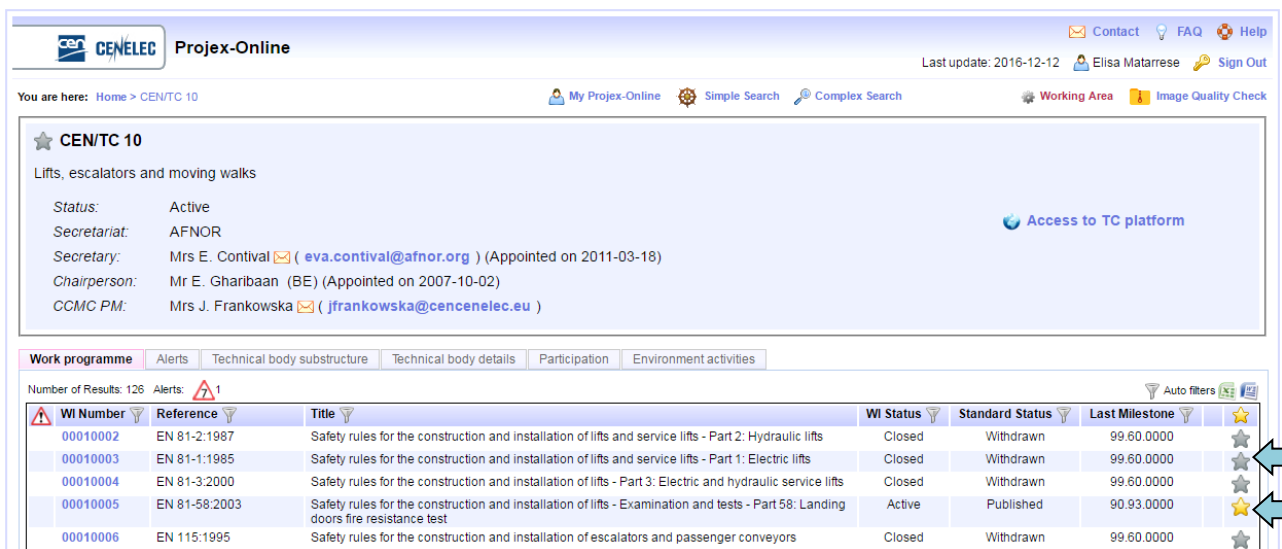 Contact FAQ Help
cen CENELEC Projex-Online
Last update: 2016-12-12 Elisa Matarrese Sign Out
You are here: Home > CEN/TC 10 My Projex-Online Simple Search Complex Search Working Area Image Quality Check
CEN/TC 10
Lifts, escalators and moving walks
Status: Active
Access to TC platform
Secretariat: AFNOR
Secretary: Mrs E. Contival ( eva.contival@afnor.org ) (Appointed on 2011-03-18)
Chairperson: Mr E. Gharibaan (BE) (Appointed on 2007-10-02)
CCMC PM: Mrs J. Frankowska ( jfrankowska@cencenelec.eu )
Work programme Alerts Technical body substructure Technical body details Participation Environment activities
Number of Results: 126 Alerts: 7 1 Auto filters
WI Number Reference Title WI Status Standard Status Last Milestone
00010002 EN 81-2:1987 Safety rules for the construction and installation of lifts and service lifts - Part 2: Hydraulic lifts Closed Withdrawn 99.60.0000
00010003 EN 81-1:1985 Safety rules for the construction and installation of lifts and service lifts - Part 1: Electric lifts Closed Withdrawn 99.60.0000
00010004 EN 81-3:2000 Safety rules for the construction and installation of lifts - Part 3: Electric and hydraulic service lifts Closed Withdrawn 99.60.0000
00010005 EN 81-58:2003 Safety rules for the construction and installation of lifts - Examination and tests - Part 58: Landing Active Published 90.93.0000
doors fire resistance test
00010006 EN 115:1995 Safety rules for the construction and installation of escalators and passenger conveyors Closed Withdrawn 99.60.0000